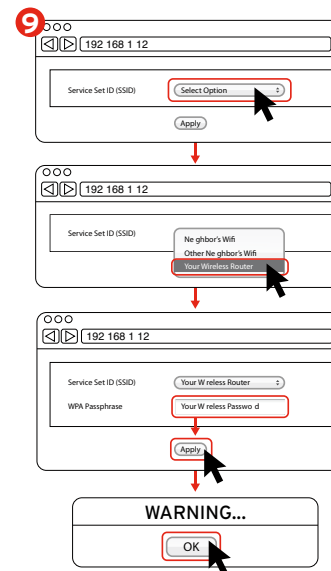 9
192 168 1 12
Service Set ID (SSID) Select Option
Apply
192 168 1 12
Service Set ID (SSID)
Ne ghbor's Wifi
Other Ne ghbor's Wifi
Your Wireless Router
192 168 1 12
Service Set ID (SSID) Your W reless Router
WPA Passphrase Your W reless Passwo d
Apply
WARNING...
OK